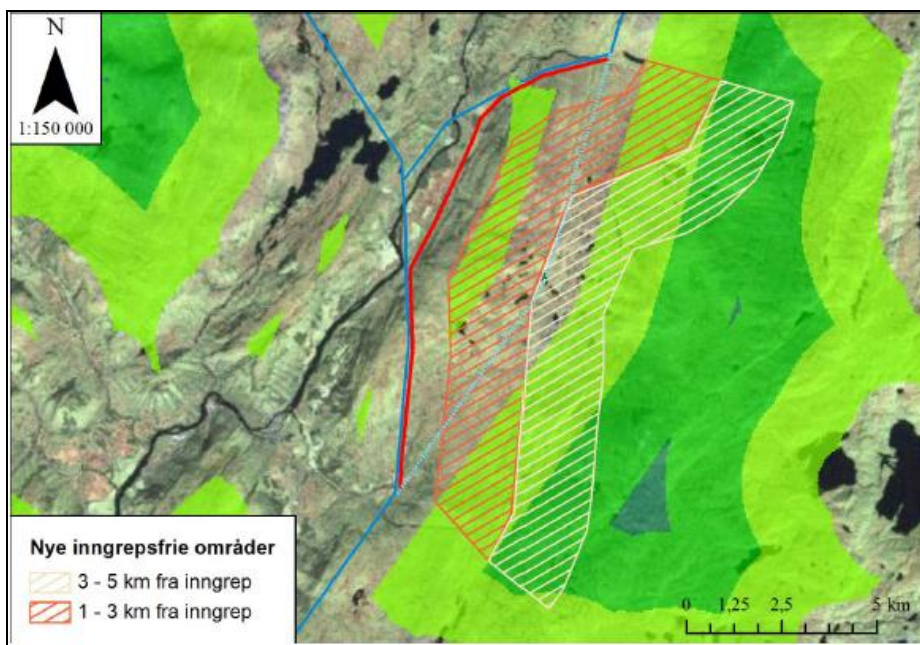 N
1:150 000
Nye inngrepsfrie områder
3 - 5 km fra inngrep
1 - 3 km fra inngrep
0 1,25 2,5 5 km